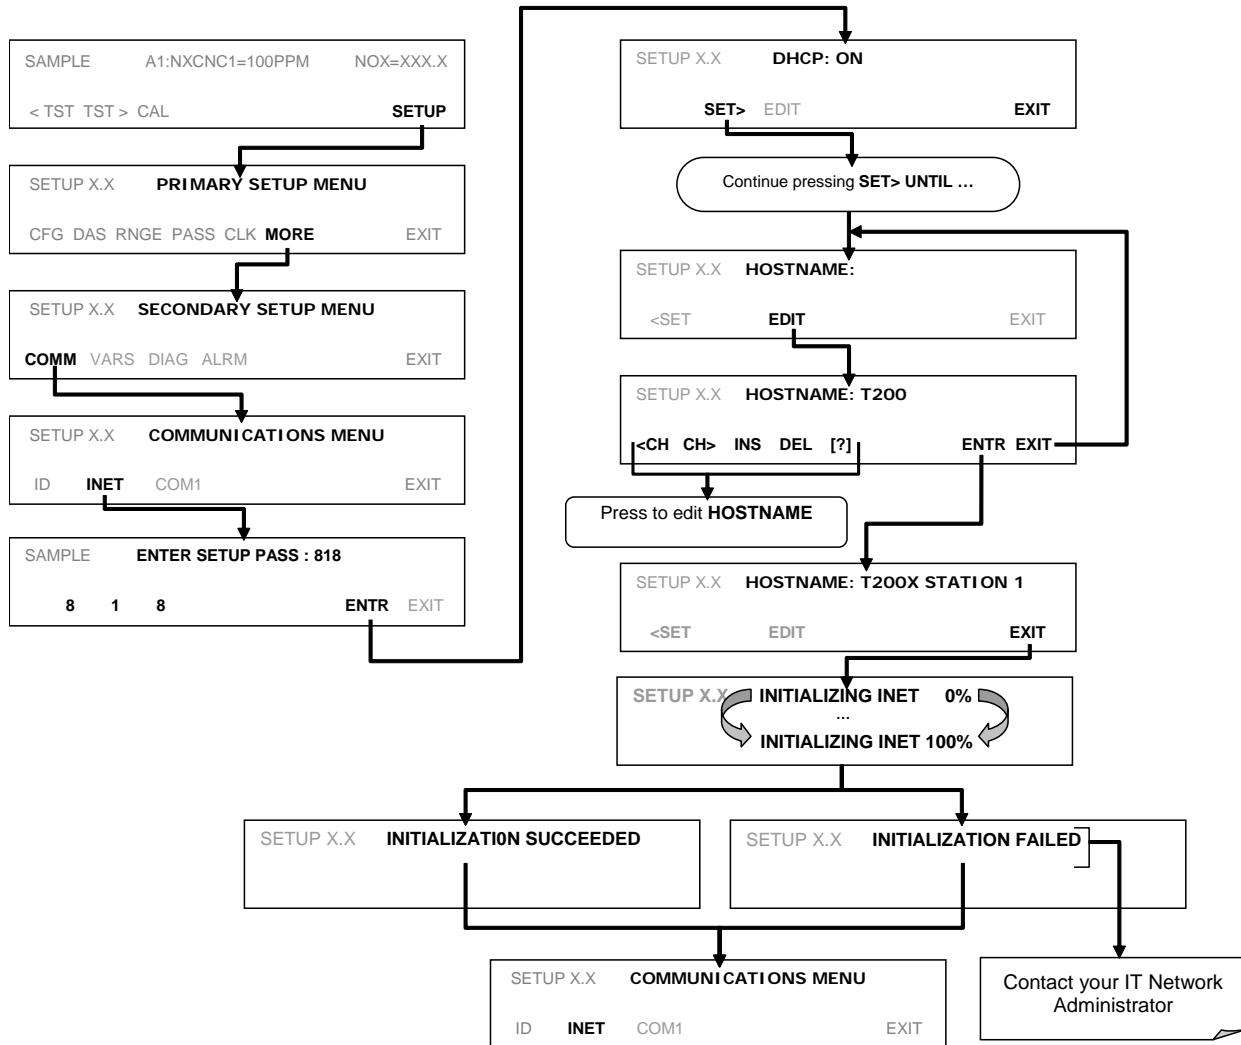 SAMPLE A1:NXCNC1=100PPM NOX=XXX.X
< TST TST > CAL SETUP
SETUP X.X PRIMARY SETUP MENU
CFG DAS RNGE PASS CLK MORE EXIT
SETUP X.X SECONDARY SETUP MENU
COMM VARS DIAG ALRM EXIT
SETUP X.X COMMUNICATIONS MENU
ID INET COM1 EXIT
SAMPLE ENTER SETUP PASS : 818
8 1 8 ENTR EXIT
SETUP X.X DHCP: ON
SET> EDIT EXIT
Continue pressing SET> UNTIL ...
SETUP X.X HOSTNAME:
<SET EDIT EXIT
SETUP X.X HOSTNAME: T200
<CH CH> INS DEL [?] ENTR EXIT
Press to edit HOSTNAME
SETUP X.X HOSTNAME: T200X STATION 1
<SET EDIT EXIT
SETUP X.X INITIALIZING INET 0%
...
INITIALIZING INET 100%
SETUP X.X INITIALIZATI0N SUCCEEDED
SETUP X.X INITIALIZATION FAILED
SETUP X.X COMMUNICATIONS MENU
ID INET COM1 EXIT
Contact your IT Network
Administrator